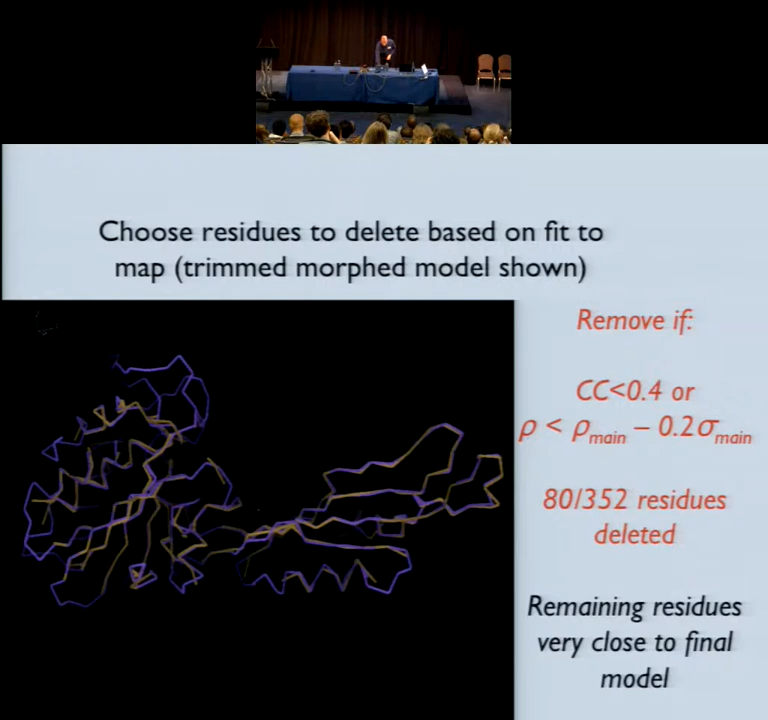 Choose residues to delete based on fit to
map (trimmed morphed model shown)
Remove if:
CC<0.4 or
ρ < ρmain − 0.2σmain
80/352 residues
deleted
Remaining residues
very close to final
model